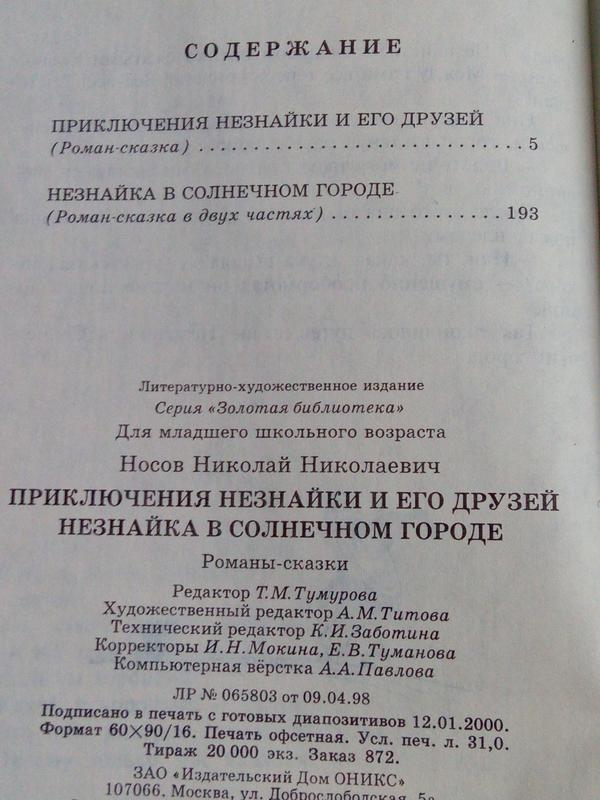 СОДЕРЖАНИЕ
ПРИКЛЮЧЕНИЯ НЕЗНАЙКИ И ЕГО ДРУЗЕЙ
(Роман-сказка) . . . . . . . . . . . . . . . . . . . . . . . . . . . . 5
НЕЗНАЙКА В СОЛНЕЧНОМ ГОРОДЕ
(Роман-сказка в двух частях) . . . . . . . . . . . . . . . 193
Литературно-художественное издание
Серия «Золотая библиотека»
Для младшего школьного возраста
Носов Николай Николаевич
ПРИКЛЮЧЕНИЯ НЕЗНАЙКИ И ЕГО ДРУЗЕЙ
НЕЗНАЙКА В СОЛНЕЧНОМ ГОРОДЕ
Романы-сказки
Редактор Т.М.Тумурова
Художественный редактор А.М.Титова
Технический редактор К.И.Заботина
Корректоры И.Н.Мокина, Е.В.Туманова
Компьютерная вёрстка А.А.Павлова
ЛР № 065803 от 09.04.98
Подписано в печать с готовых диапозитивов 12.01.2000.
Формат 60×90/16. Печать офсетная. Усл. печ. л. 31,0.
Тираж 20 000 экз. Заказ 872.
ЗАО «Издательский Дом ОНИКС»
107066. Москва, ул. Доброслободская, 5а